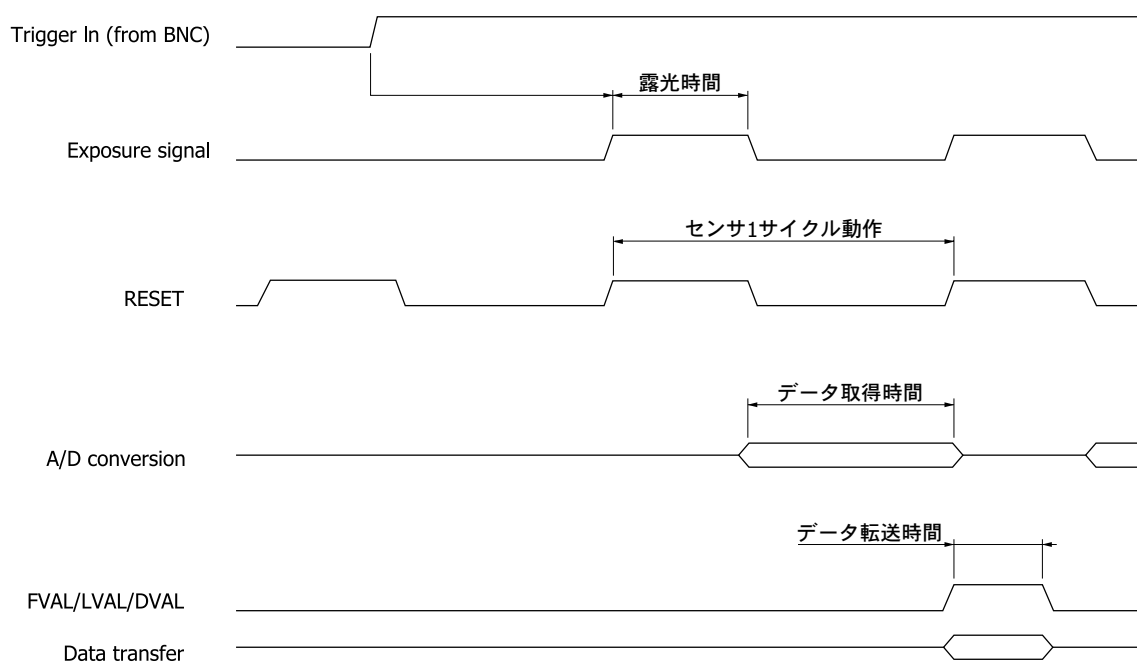 Trigger In (from BNC)
露光時間
Exposure signal
センサ1サイクル動作
RESET
データ取得時間
A/D conversion
データ転送時間
FVAL/LVAL/DVAL
Data transfer